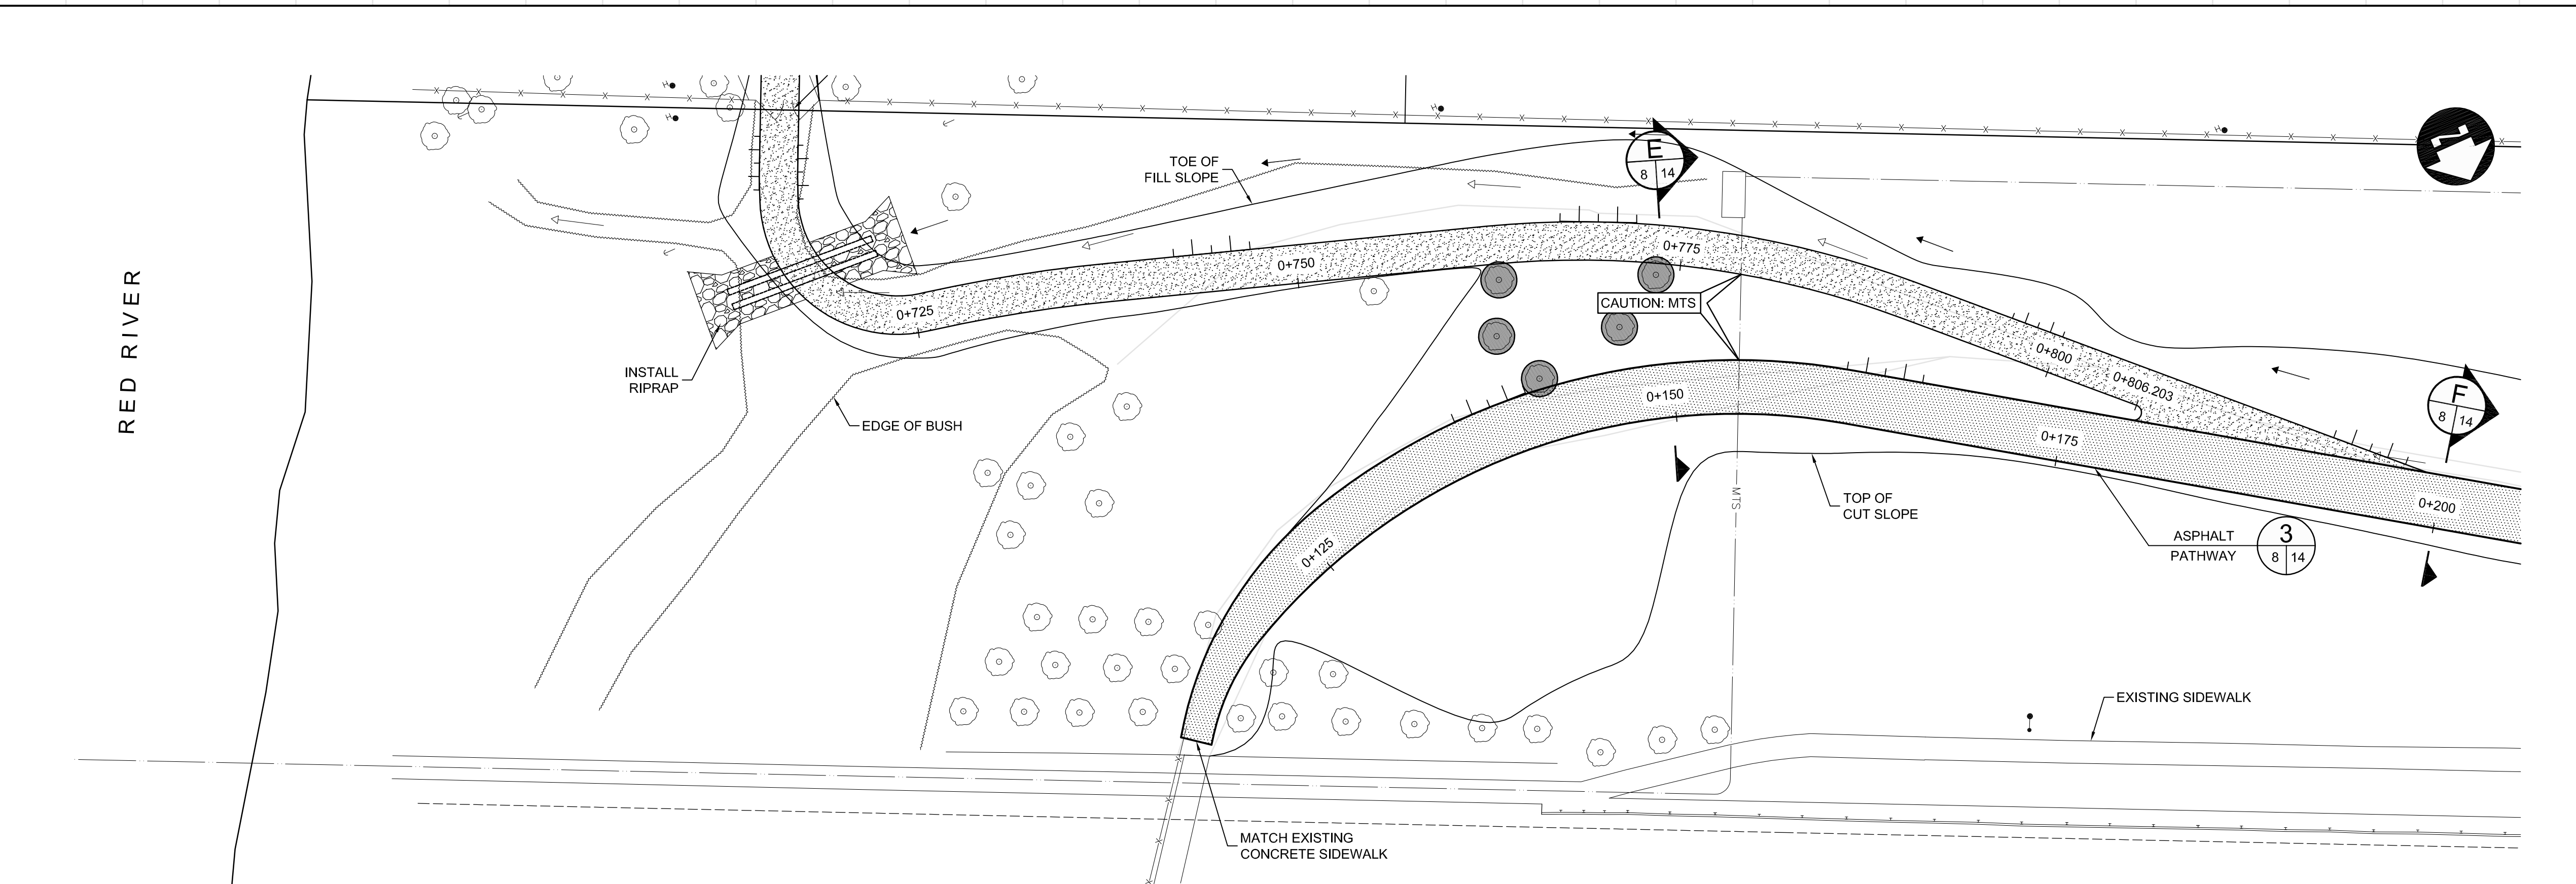 TOE OF
FILL SLOPE
E
8 14
N
0+775
0+750
CAUTION: MTS
0+725
RED RIVER
INSTALL
RIPRAP
EDGE OF BUSH
0+800
0+806.203
F
8 14
0+150
0+175
MTS
TOP OF
CUT SLOPE
0+200
0+125
ASPHALT
PATHWAY
3
8 14
EXISTING SIDEWALK
MATCH EXISTING
CONCRETE SIDEWALK